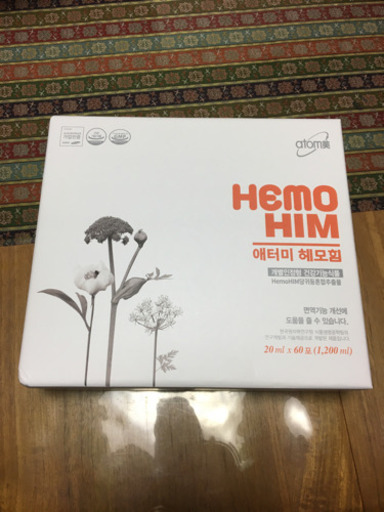 atom美
HEMO
HIM
애터미 헤모힘
개별인정형 건강기능식품
HemoHIM당귀등혼합추출물
면역기능 개선에
도움을 줄 수 있습니다.
20 ml x 60 포 (1,200 ml)